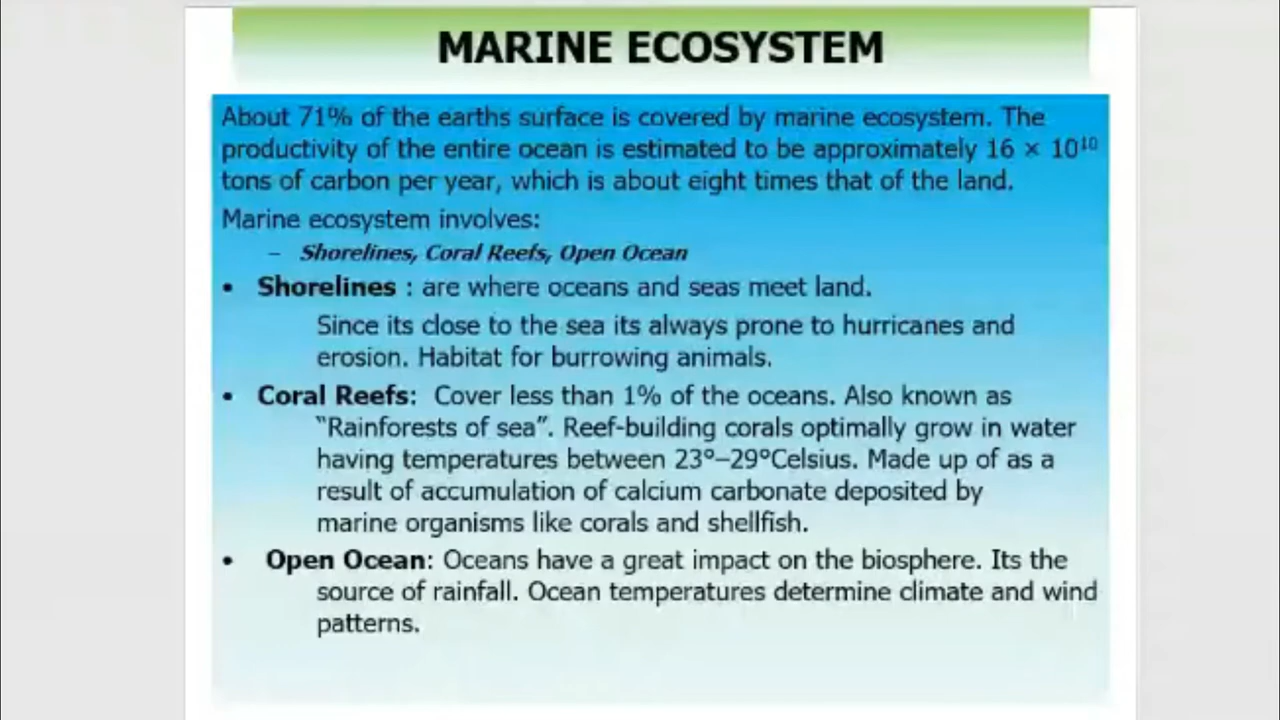 MARINE ECOSYSTEM
About 71% of the earths surface is covered by marine ecosystem. The
productivity of the entire ocean is estimated to be approximately 16 × 10¹⁰
tons of carbon per year, which is about eight times that of the land.
Marine ecosystem involves:
– Shorelines, Coral Reefs, Open Ocean
• Shorelines : are where oceans and seas meet land.
Since its close to the sea its always prone to hurricanes and
erosion. Habitat for burrowing animals.
• Coral Reefs: Cover less than 1% of the oceans. Also known as
“Rainforests of sea”. Reef-building corals optimally grow in water
having temperatures between 23°–29°Celsius. Made up of as a
result of accumulation of calcium carbonate deposited by
marine organisms like corals and shellfish.
• Open Ocean: Oceans have a great impact on the biosphere. Its the
source of rainfall. Ocean temperatures determine climate and wind
patterns.